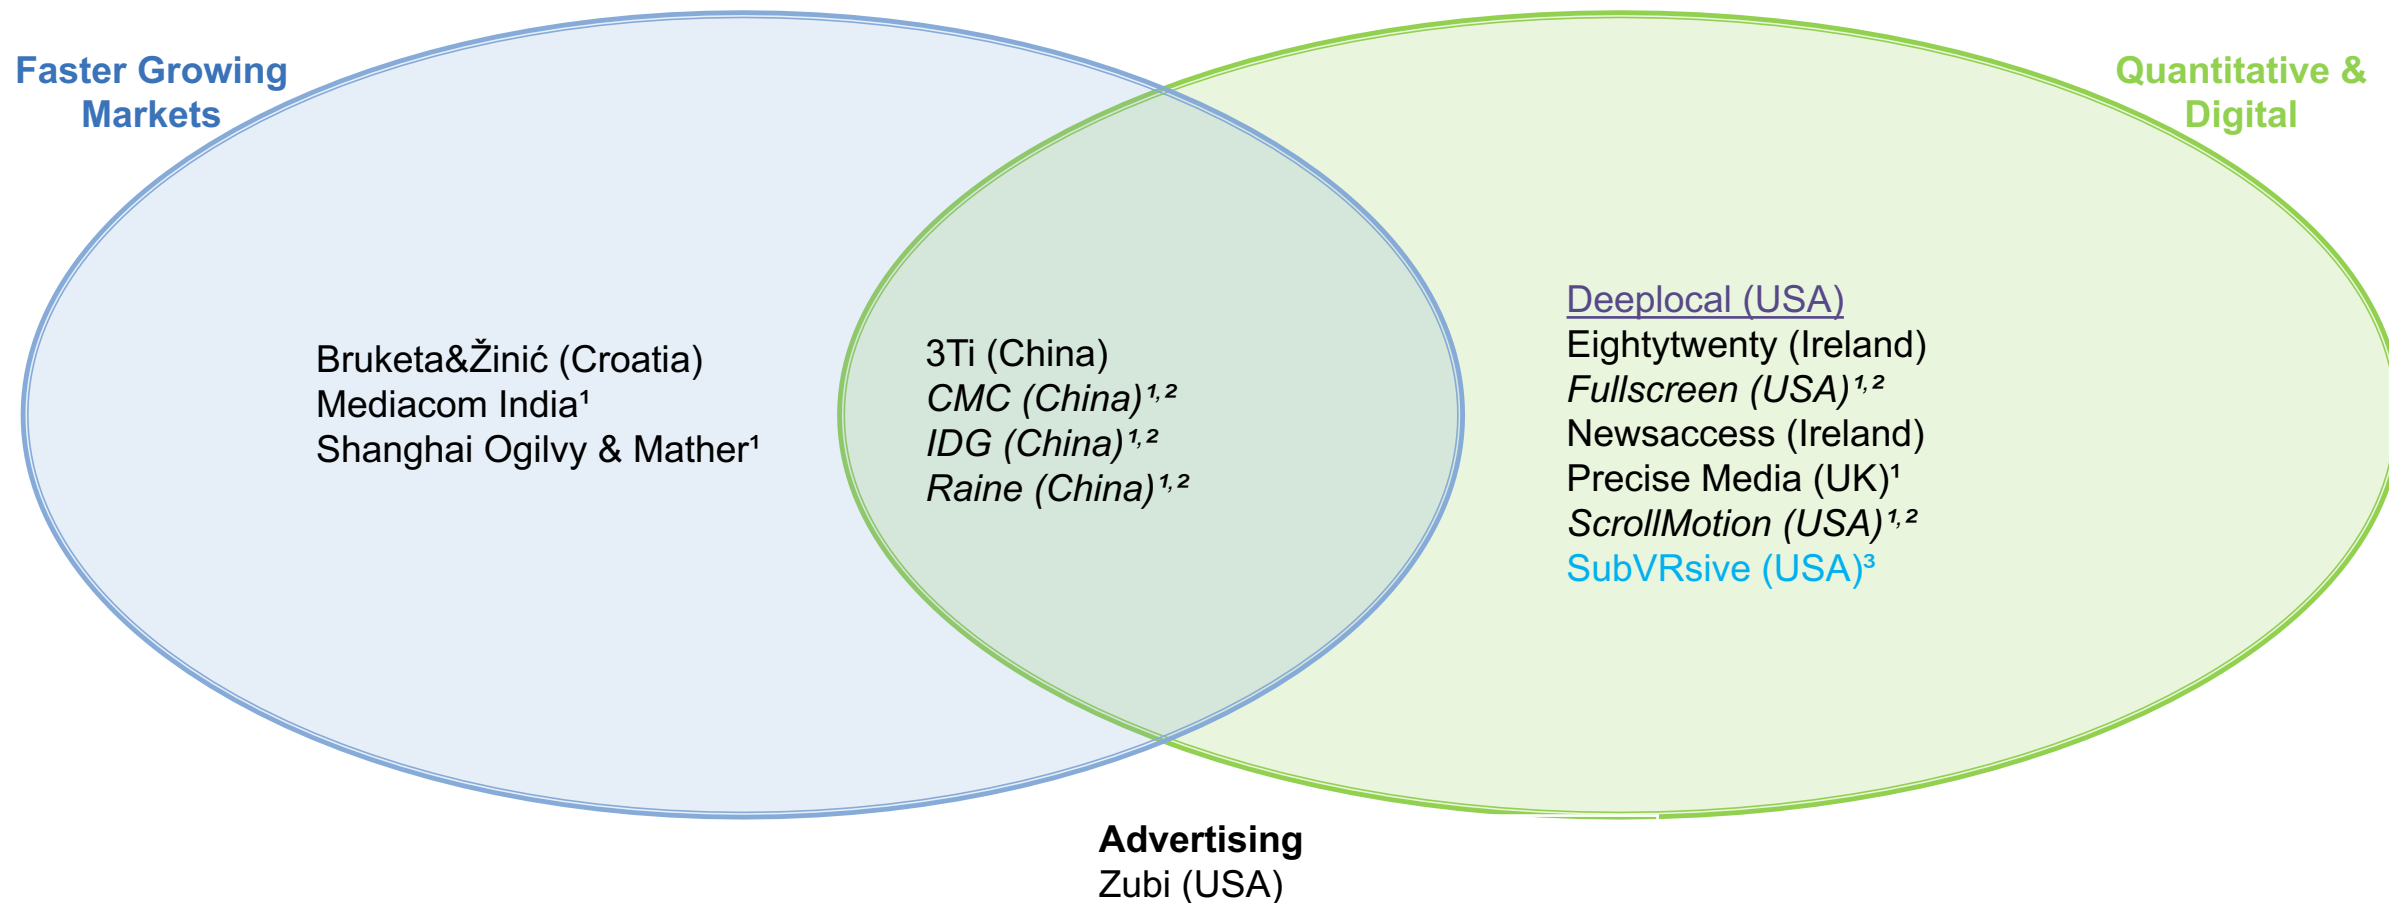 Faster Growing
Markets
Quantitative &
Digital
Bruketa&Žinić (Croatia)
Mediacom India¹
Shanghai Ogilvy & Mather¹
3Ti (China)
CMC (China)¹,²
IDG (China)¹,²
Raine (China)¹,²
Deeplocal (USA)
Eightytwenty (Ireland)
Fullscreen (USA)¹,²
Newsaccess (Ireland)
Precise Media (UK)¹
ScrollMotion (USA)¹,²
SubVRsive (USA)³
Advertising
Zubi (USA)